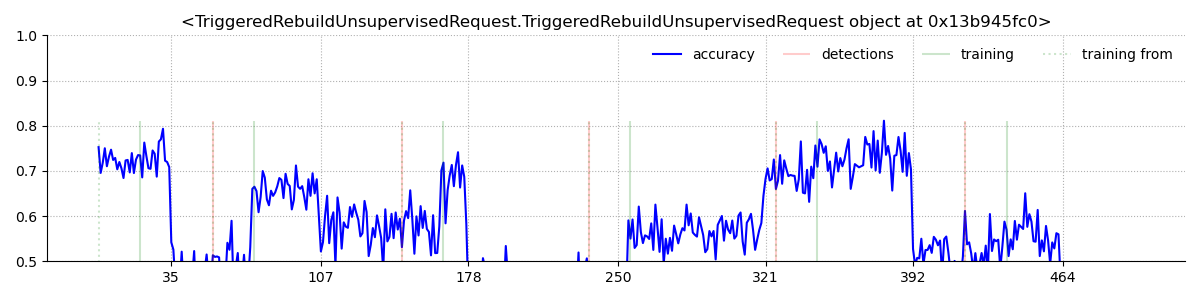 <TriggeredRebuildUnsupervisedRequest.TriggeredRebuildUnsupervisedRequest object at 0x13b945fc0>
1.0
accuracy detections training training from
0.9
0.8
0.7
0.6
0.5
35 107 178 250 321 392 464